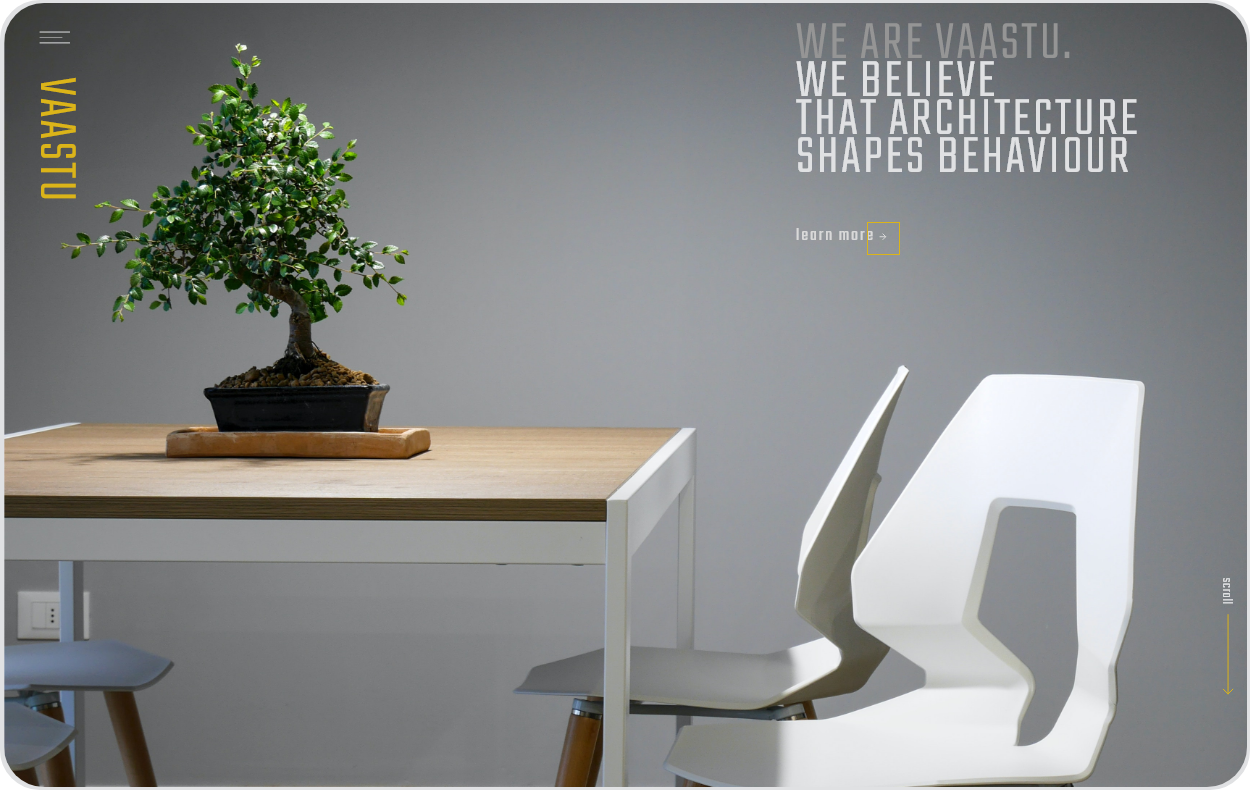 VAASTU
WE ARE VAASTU.
WE BELIEVE
THAT ARCHITECTURE
SHAPES BEHAVIOUR
learn more
scroll